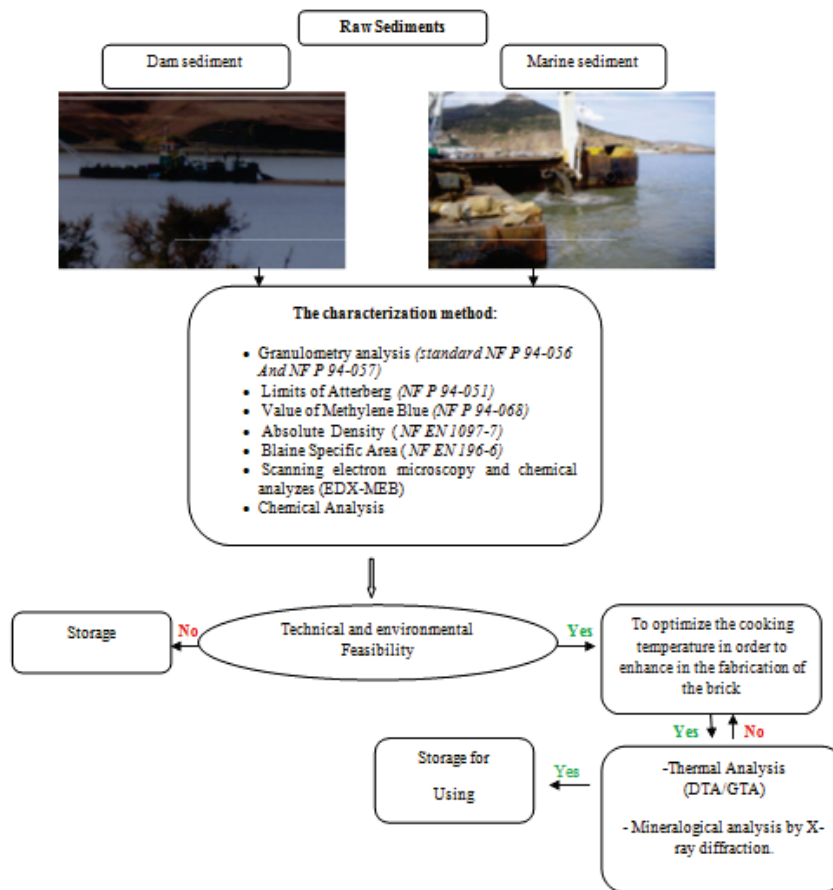 Raw Sediments
Dam sediment
Marine sediment
The characterization method:
• Granulometry analysis (standard NF P 94-056
And NF P 94-057)
• Limits of Atterberg (NF P 94-051)
• Value of Methylene Blue (NF P 94-068)
• Absolute Density ( NF EN 1097-7)
• Blaine Specific Area ( NF EN 196-6)
• Scanning electron microscopy and chemical
analyzes (EDX-MEB)
• Chemical Analysis
Storage
No
Technical and environmental
Feasibility
Yes
To optimize the cooking
temperature in order to
enhance in the fabrication of
the brick
Yes
No
Storage for
Using
Yes
-Thermal Analysis
(DTA/GTA)
- Mineralogical analysis by X-
ray diffraction.